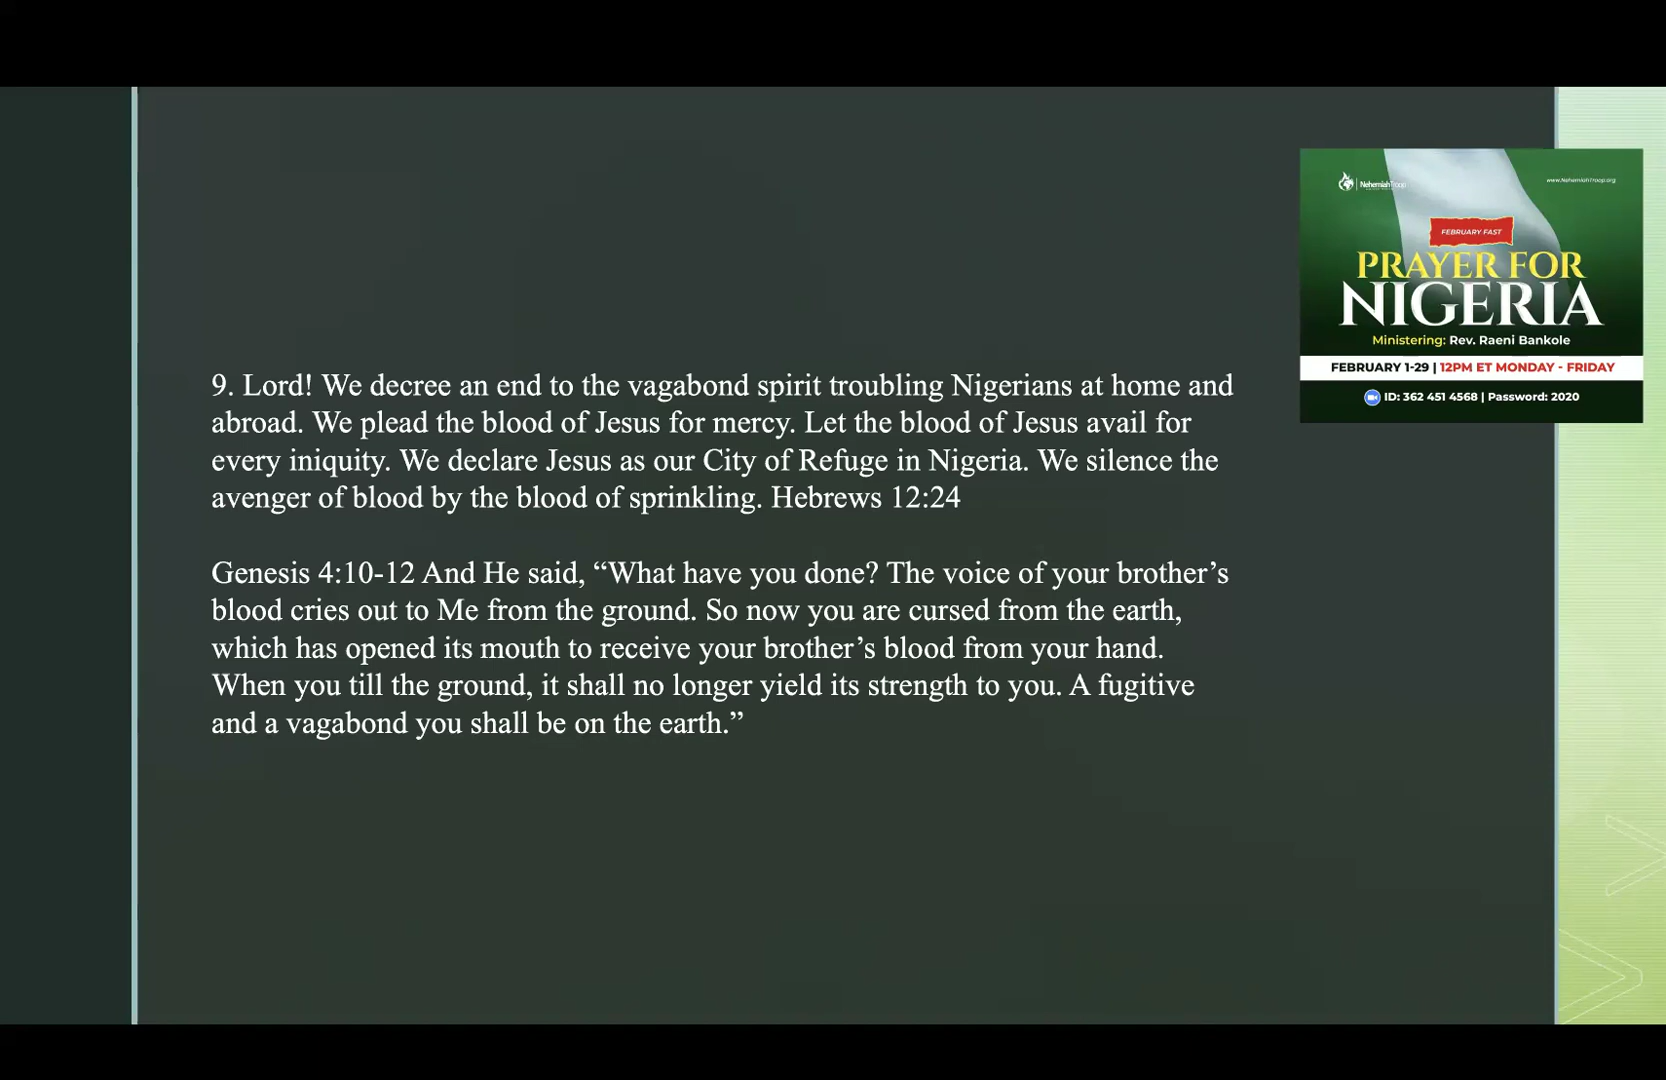 9. Lord! We decree an end to the vagabond spirit troubling Nigerians at home and
abroad. We plead the blood of Jesus for mercy. Let the blood of Jesus avail for
every iniquity. We declare Jesus as our City of Refuge in Nigeria. We silence the
avenger of blood by the blood of sprinkling. Hebrews 12:24
Genesis 4:10-12 And He said, “What have you done? The voice of your brother’s
blood cries out to Me from the ground. So now you are cursed from the earth,
which has opened its mouth to receive your brother’s blood from your hand.
When you till the ground, it shall no longer yield its strength to you. A fugitive
and a vagabond you shall be on the earth.”
NehemiahTroop
www.NehemiahTroop.org
FEBRUARY FAST
PRAYER FOR
NIGERIA
Ministering: Rev. Raeni Bankole
FEBRUARY 1-29 | 12PM ET MONDAY - FRIDAY
ID: 362 451 4568 | Password: 2020